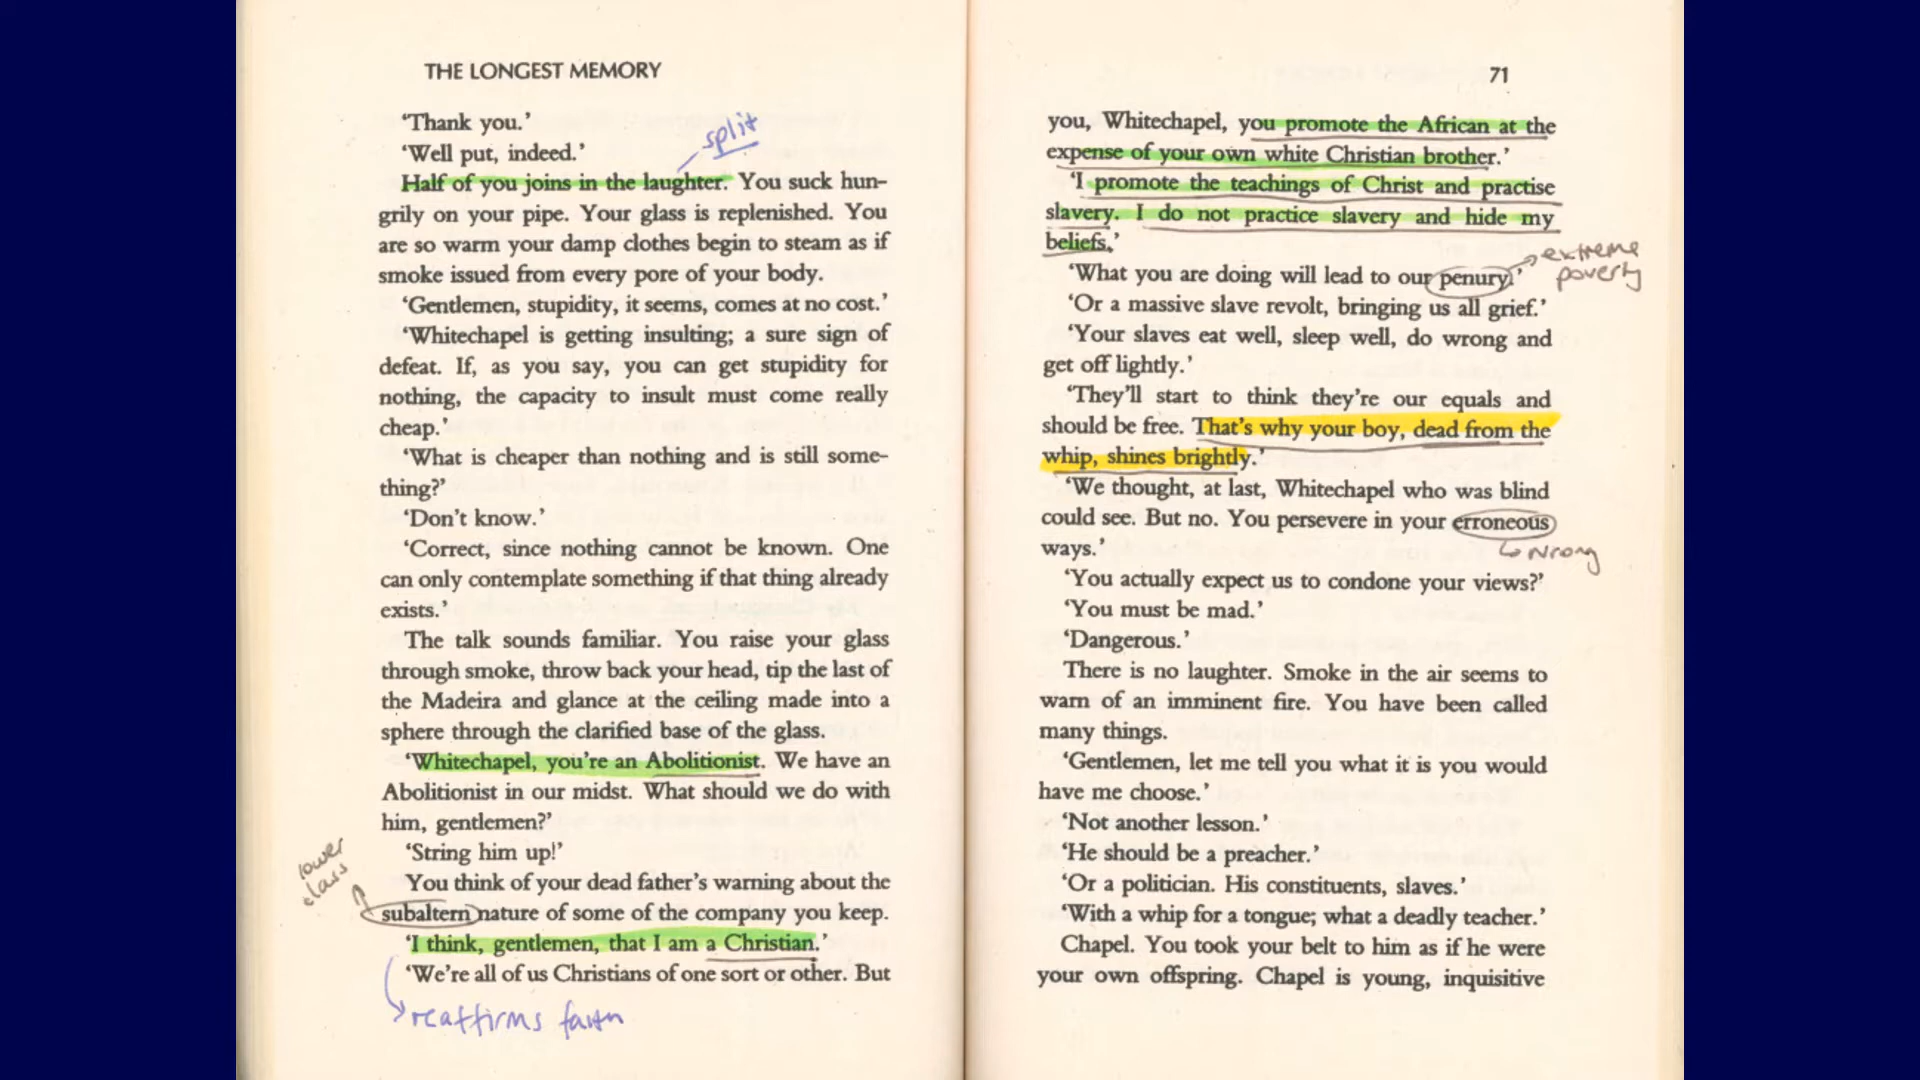 THE LONGEST MEMORY
‘Thank you.’
‘Well put, indeed.’
split
Half of you joins in the laughter. You suck hun-
grily on your pipe. Your glass is replenished. You
are so warm your damp clothes begin to steam as if
smoke issued from every pore of your body.
‘Gentlemen, stupidity, it seems, comes at no cost.’
‘Whitechapel is getting insulting; a sure sign of
defeat. If, as you say, you can get stupidity for
nothing, the capacity to insult must come really
cheap.’
‘What is cheaper than nothing and is still some-
thing?’
‘Don’t know.’
‘Correct, since nothing cannot be known. One
can only contemplate something if that thing already
exists.’
The talk sounds familiar. You raise your glass
through smoke, throw back your head, tip the last of
the Madeira and glance at the ceiling made into a
sphere through the clarified base of the glass.
‘Whitechapel, you’re an Abolitionist. We have an
Abolitionist in our midst. What should we do with
him, gentlemen?’
‘String him up!’
lower
class
You think of your dead father’s warning about the
subaltern nature of some of the company you keep.
‘I think, gentlemen, that I am a Christian.’
‘We’re all of us Christians of one sort or other. But
reaffirms faith
71
you, Whitechapel, you promote the African at the
expense of your own white Christian brother.’
‘I promote the teachings of Christ and practise
slavery. I do not practice slavery and hide my
beliefs.’
‘What you are doing will lead to our penury.’
extreme
poverty
‘Or a massive slave revolt, bringing us all grief.’
‘Your slaves eat well, sleep well, do wrong and
get off lightly.’
‘They’ll start to think they’re our equals and
should be free. That’s why your boy, dead from the
whip, shines brightly.’
‘We thought, at last, Whitechapel who was blind
could see. But no. You persevere in your erroneous
ways.’
wrong
‘You actually expect us to condone your views?’
‘You must be mad.’
‘Dangerous.’
There is no laughter. Smoke in the air seems to
warn of an imminent fire. You have been called
many things.
‘Gentlemen, let me tell you what it is you would
have me choose.’
‘Not another lesson.’
‘He should be a preacher.’
‘Or a politician. His constituents, slaves.’
‘With a whip for a tongue; what a deadly teacher.’
Chapel. You took your belt to him as if he were
your own offspring. Chapel is young, inquisitive